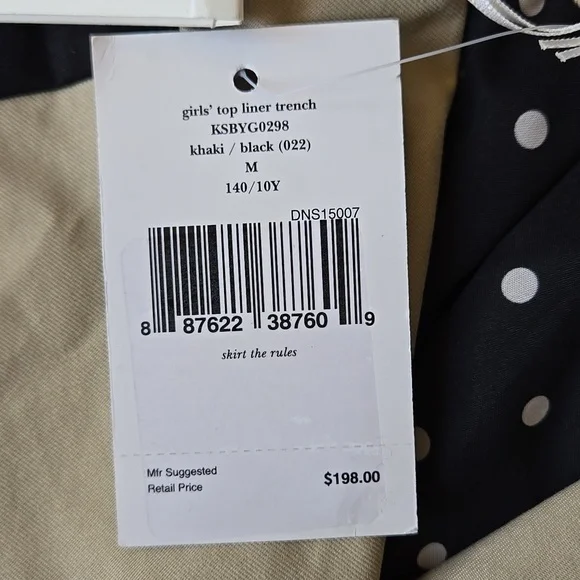 girls' top liner trench
KSBYG0298
khaki / black (022)
M
140/10Y
DNS15007
8 87622 38760 9
skirt the rules
Mfr Suggested
Retail Price
$198.00